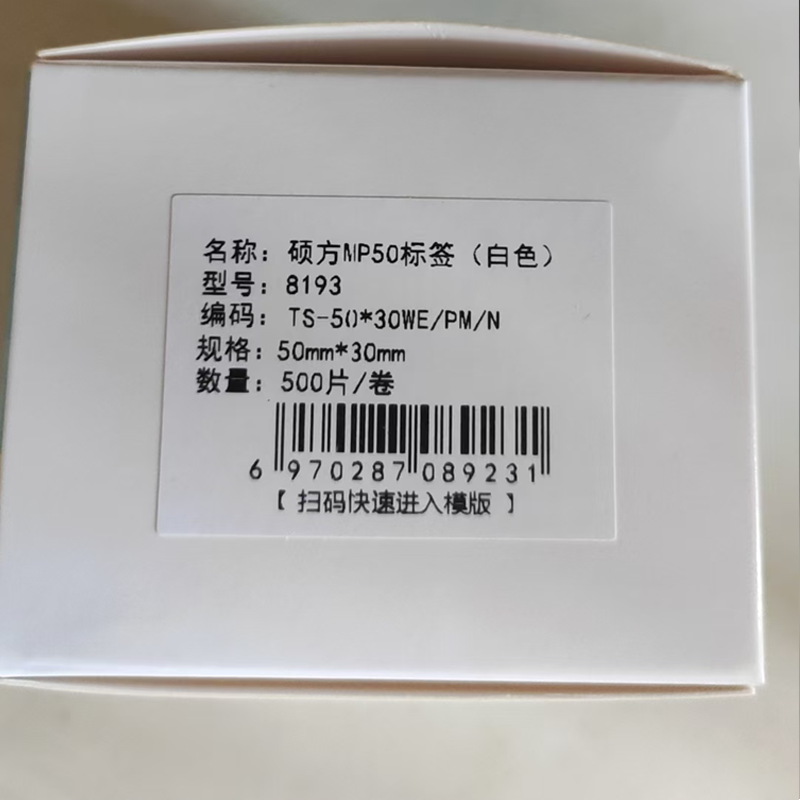 名称：硕方MP50标签（白色）
型号：8193
编码：TS-50*30WE/PM/N
规格：50mm*30mm
数量：500片/卷
6 970287 089231
【 扫码快速进入模版 】